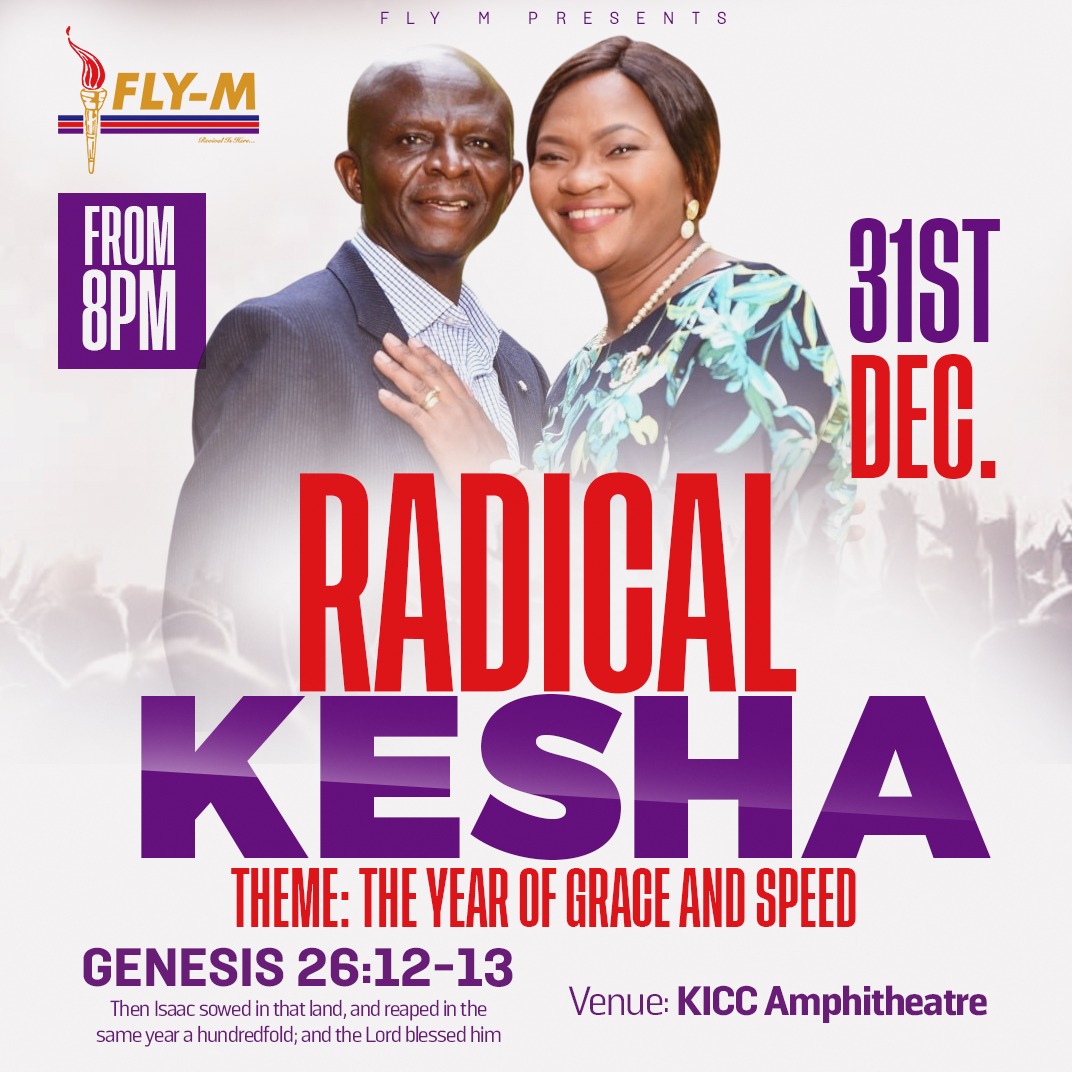 FLY M PRESENTS
FLY-M
Revival Is Here...
FROM
8PM
31ST
DEC.
RADICAL
KESHA
THEME: THE YEAR OF GRACE AND SPEED
GENESIS 26:12-13
Then Isaac sowed in that land, and reaped in the
same year a hundredfold; and the Lord blessed him
Venue: KICC Amphitheatre